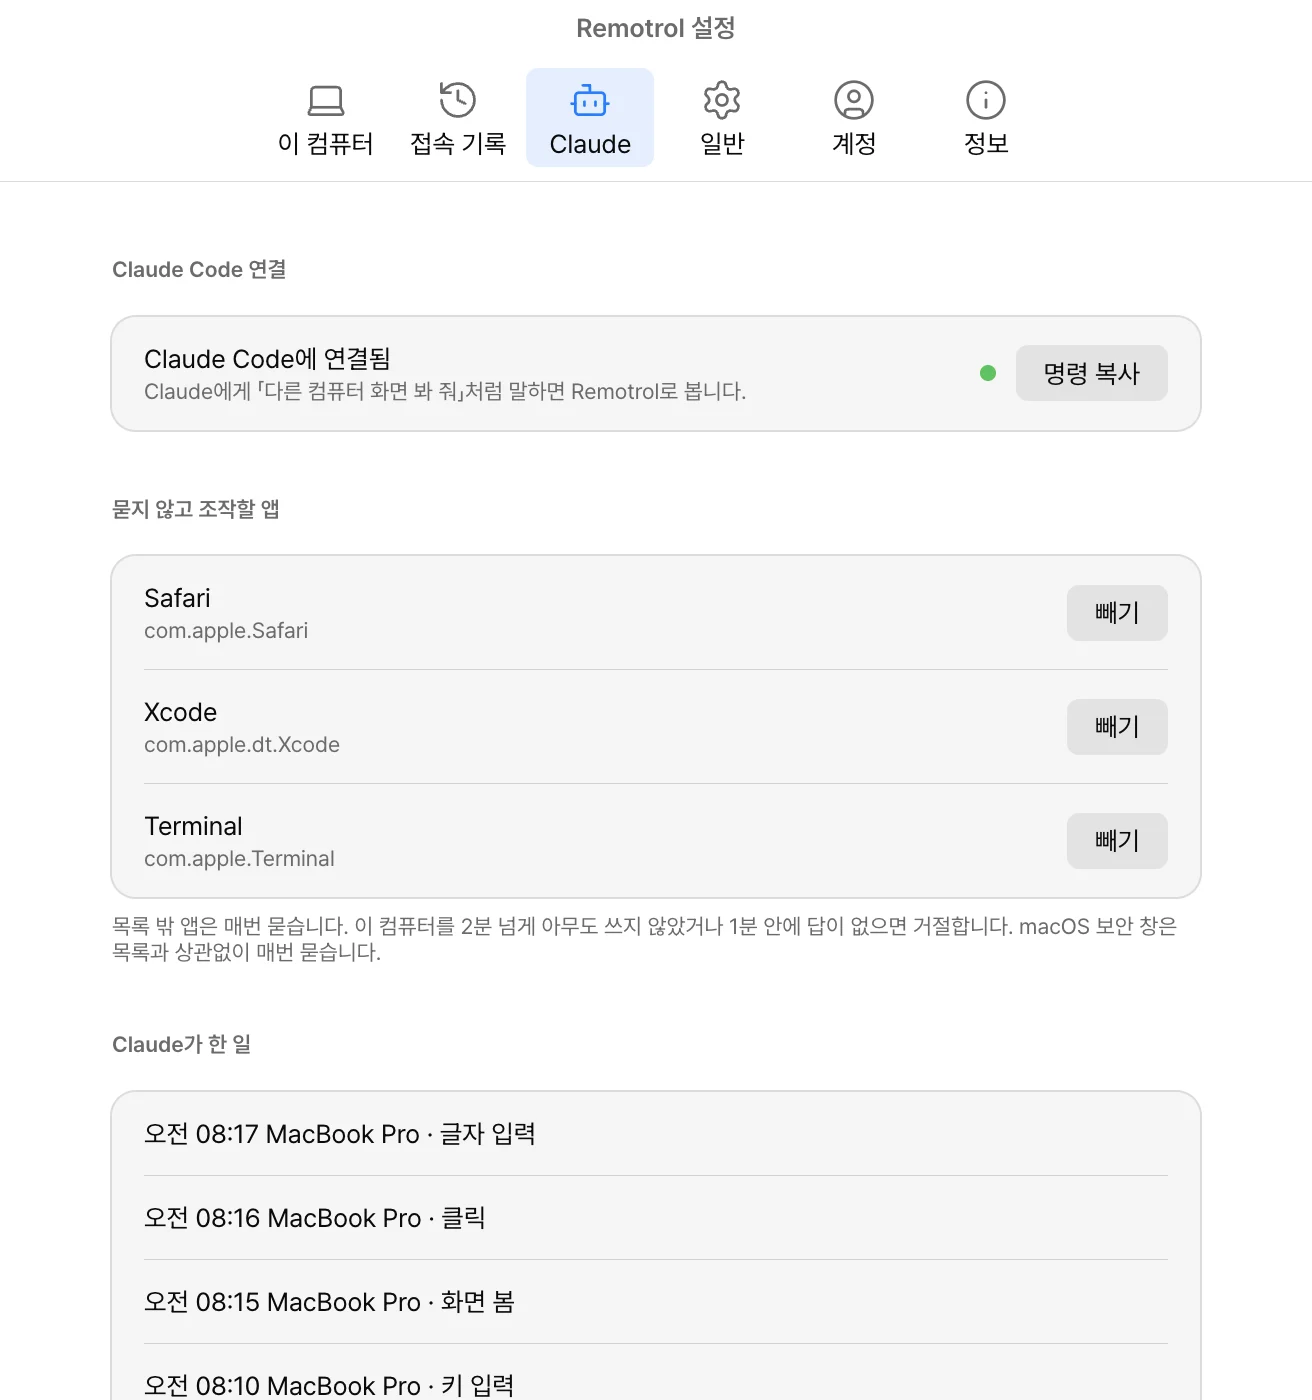 Remotrol 설정
이 컴퓨터
접속 기록
Claude
일반
계정
정보
Claude Code 연결
Claude Code에 연결됨
Claude에게 「다른 컴퓨터 화면 봐 줘」처럼 말하면 Remotrol로 봅니다.
명령 복사
묻지 않고 조작할 앱
Safari
com.apple.Safari
빼기
Xcode
com.apple.dt.Xcode
빼기
Terminal
com.apple.Terminal
빼기
목록 밖 앱은 매번 묻습니다. 이 컴퓨터를 2분 넘게 아무도 쓰지 않았거나 1분 안에 답이 없으면 거절합니다. macOS 보안 창은
목록과 상관없이 매번 묻습니다.
Claude가 한 일
오전 08:17 MacBook Pro · 글자 입력
오전 08:16 MacBook Pro · 클릭
오전 08:15 MacBook Pro · 화면 봄
오전 08:10 MacBook Pro · 키 입력